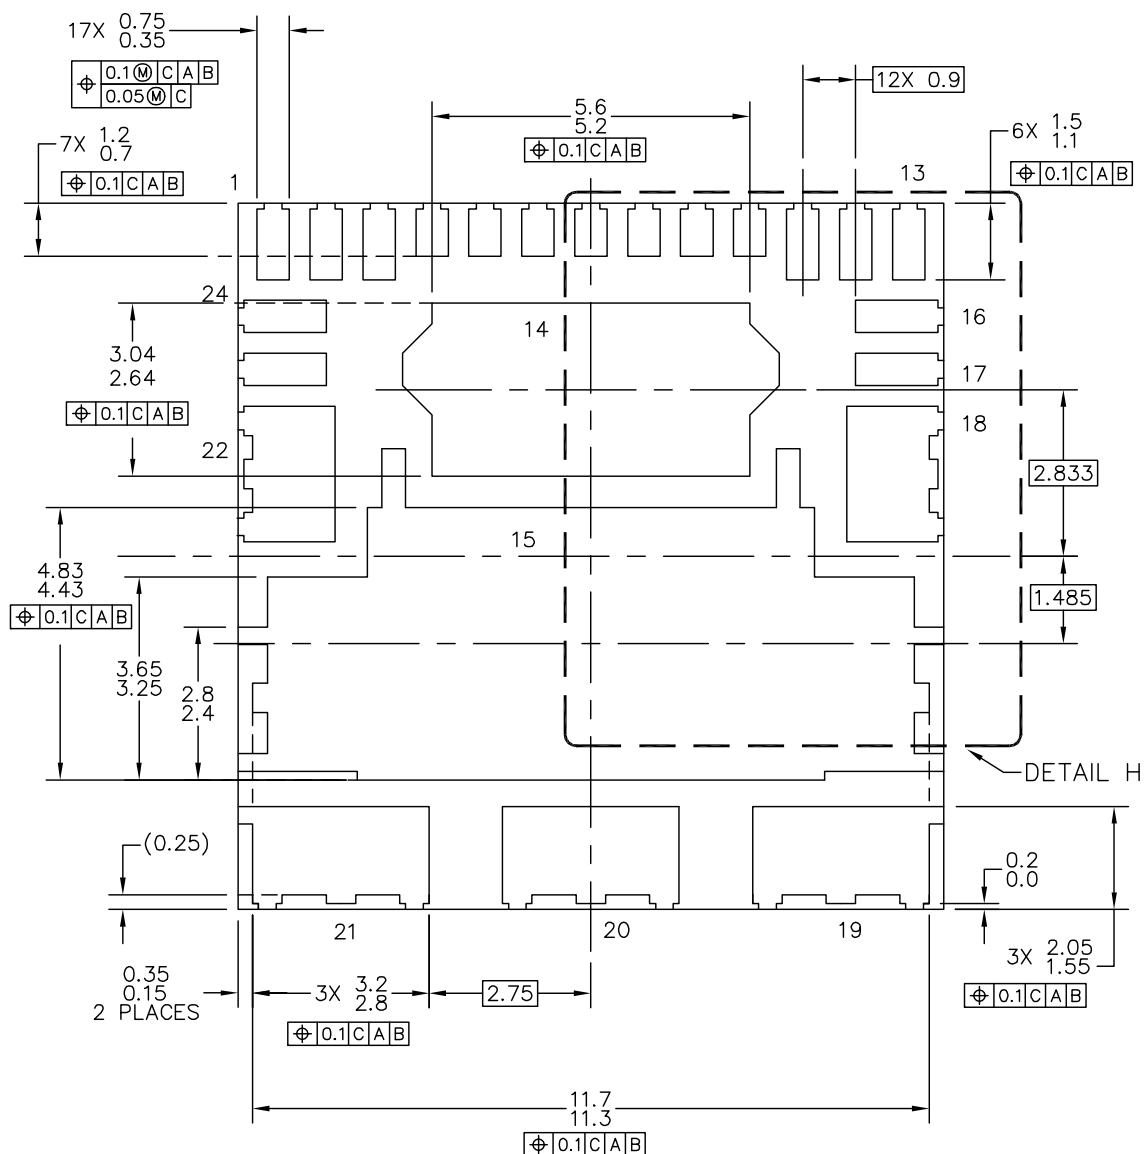 17X 0.75
0.35
⌖ 0.1Ⓜ C A B
0.05Ⓜ C
12X 0.9
5.6
5.2
⌖ 0.1 C A B
6X 1.5
1.1
⌖ 0.1 C A B
7X 1.2
0.7
⌖ 0.1 C A B
1
13
24
14
16
3.04
2.64
⌖ 0.1 C A B
17
18
22
2.833
15
4.83
4.43
⌖ 0.1 C A B
1.485
3.65
3.25
2.8
2.4
DETAIL H
(0.25)
0.2
0.0
21
20
19
3X 2.05
1.55
⌖ 0.1 C A B
0.35
0.15
2 PLACES
3X 3.2
2.8
⌖ 0.1 C A B
2.75
11.7
11.3
⌖ 0.1 C A B